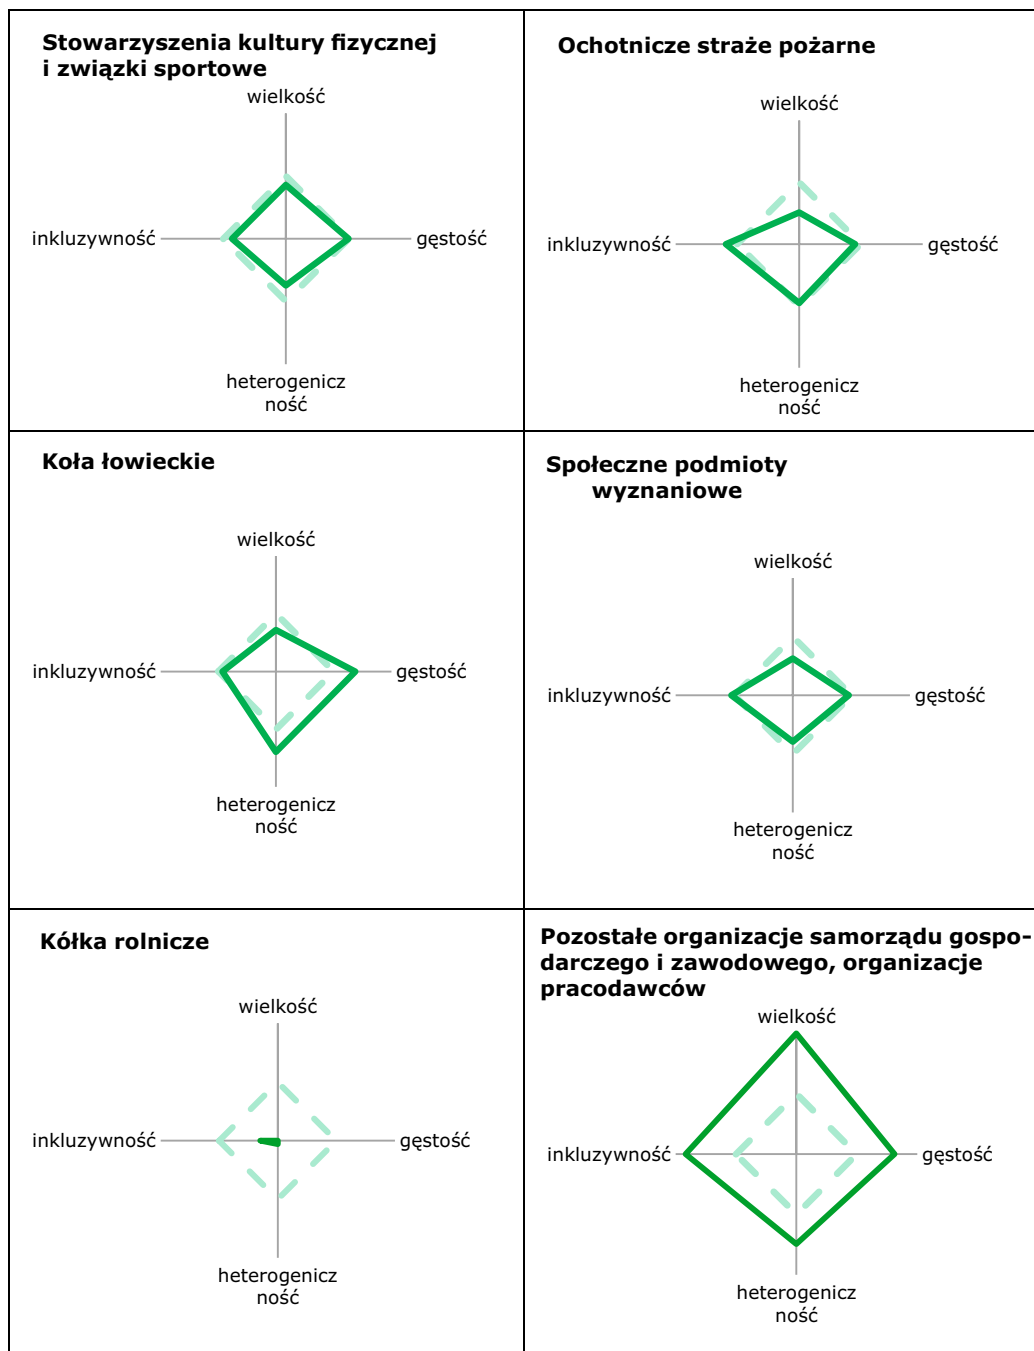 Stowarzyszenia kultury fizycznej
i związki sportowe
wielkość
inkluzywność
gęstość
heterogenicz
ność
Ochotnicze straże pożarne
wielkość
inkluzywność
gęstość
heterogenicz
ność
Koła łowieckie
wielkość
inkluzywność
gęstość
heterogenicz
ność
Społeczne podmioty
wyznaniowe
wielkość
inkluzywność
gęstość
heterogenicz
ność
Kółka rolnicze
wielkość
inkluzywność
gęstość
heterogenicz
ność
Pozostałe organizacje samorządu gospo-
darczego i zawodowego, organizacje
pracodawców
wielkość
inkluzywność
gęstość
heterogenicz
ność